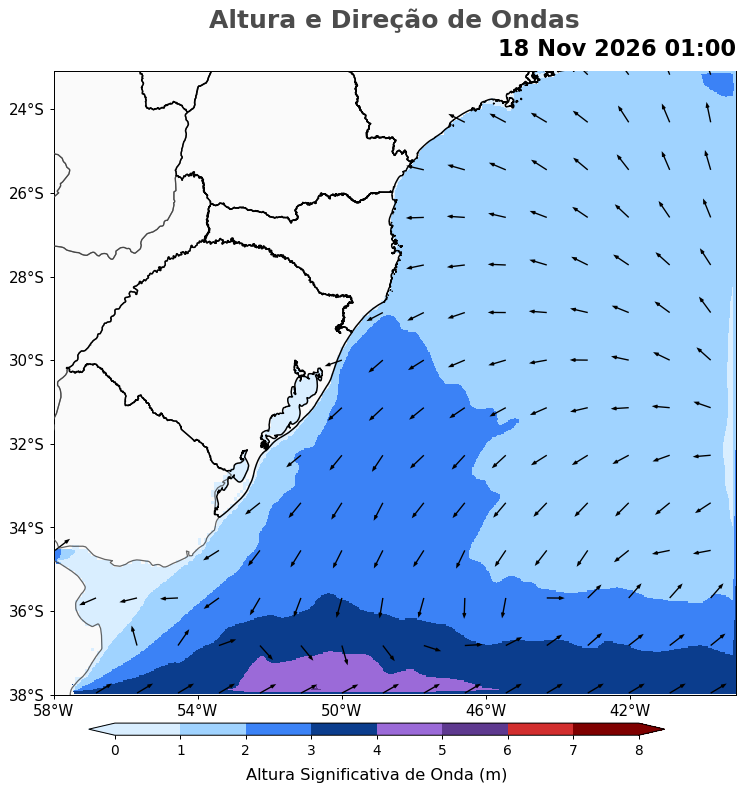 Altura e Direção de Ondas
18 Nov 2026 01:00
24°S
26°S
28°S
30°S
32°S
34°S
36°S
38°S
58°W 54°W 50°W 46°W 42°W
0 1 2 3 4 5 6 7 8
Altura Significativa de Onda (m)